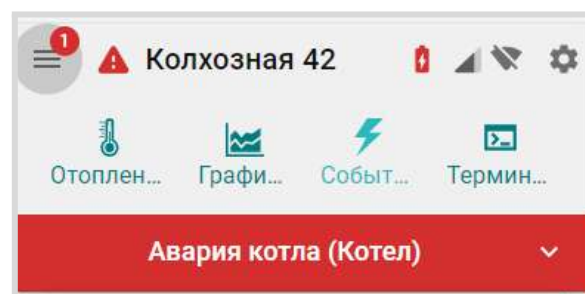 1
Колхозная 42
Отоплен... Графи... Событ... Термин...
Авария котла (Котел)